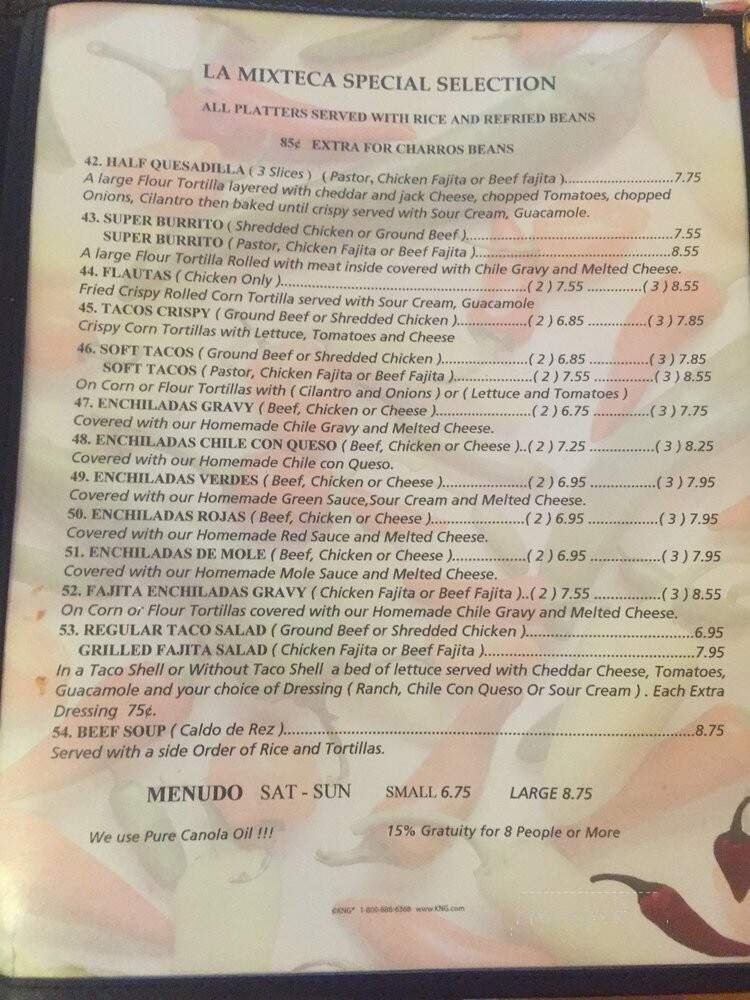 LA MIXTECA SPECIAL SELECTION
ALL PLATTERS SERVED WITH RICE AND REFRIED BEANS
85¢ EXTRA FOR CHARROS BEANS
42. HALF QUESADILLA ( 3 Slices ) ( Pastor, Chicken Fajita or Beef fajita )..........................7.75
A large Flour Tortilla layered with cheddar and jack Cheese, chopped Tomatoes, chopped
Onions, Cilantro then baked until crispy served with Sour Cream, Guacamole.
43. SUPER BURRITO ( Shredded Chicken or Ground Beef )..................................................7.55
SUPER BURRITO ( Pastor, Chicken Fajita or Beef Fajita )...............................................8.55
A large Flour Tortilla Rolled with meat inside covered with Chile Gravy and Melted Cheese.
44. FLAUTAS ( Chicken Only )............................................................( 2 ) 7.55 ..............( 3 ) 8.55
Fried Crispy Rolled Corn Tortilla served with Sour Cream, Guacamole
45. TACOS CRISPY ( Ground Beef or Shredded Chicken )..................( 2 ) 6.85 ..............( 3 ) 7.85
Crispy Corn Tortillas with Lettuce, Tomatoes and Cheese
46. SOFT TACOS ( Ground Beef or Shredded Chicken ).....................( 2 ) 6.85 ..............( 3 ) 7.85
SOFT TACOS ( Pastor, Chicken Fajita or Beef Fajita )....................( 2 ) 7.55 ..............( 3 ) 8.55
On Corn or Flour Tortillas with ( Cilantro and Onions ) or ( Lettuce and Tomatoes )
47. ENCHILADAS GRAVY ( Beef, Chicken or Cheese ).......................( 2 ) 6.75 ..............( 3 ) 7.75
Covered with our Homemade Chile Gravy and Melted Cheese.
48. ENCHILADAS CHILE CON QUESO ( Beef, Chicken or Cheese )..( 2 ) 7.25 ..............( 3 ) 8.25
Covered with our Homemade Chile con Queso.
49. ENCHILADAS VERDES ( Beef, Chicken or Cheese ).....................( 2 ) 6.95 ..............( 3 ) 7.95
Covered with our Homemade Green Sauce,Sour Cream and Melted Cheese.
50. ENCHILADAS ROJAS ( Beef, Chicken or Cheese ).......................( 2 ) 6.95 ..............( 3 ) 7.95
Covered with our Homemade Red Sauce and Melted Cheese.
51. ENCHILADAS DE MOLE ( Beef, Chicken or Cheese )..................( 2 ) 6.95 ..............( 3 ) 7.95
Covered with our Homemade Mole Sauce and Melted Cheese.
52. FAJITA ENCHILADAS GRAVY ( Chicken Fajita or Beef Fajita )..( 2 ) 7.55 ..............( 3 ) 8.55
On Corn or Flour Tortillas covered with our Homemade Chile Gravy and Melted Cheese.
53. REGULAR TACO SALAD ( Ground Beef or Shredded Chicken )........................................6.95
GRILLED FAJITA SALAD ( Chicken Fajita or Beef Fajita ).................................................7.95
In a Taco Shell or Without Taco Shell a bed of lettuce served with Cheddar Cheese, Tomatoes,
Guacamole and your choice of Dressing ( Ranch, Chile Con Queso Or Sour Cream ) . Each Extra
Dressing 75¢.
54. BEEF SOUP ( Caldo de Rez )...............................................................................................8.75
Served with a side Order of Rice and Tortillas.
MENUDO SAT - SUN SMALL 6.75 LARGE 8.75
We use Pure Canola Oil !!! 15% Gratuity for 8 People or More
©KNG® 1-800-888-6368 www.KNG.com